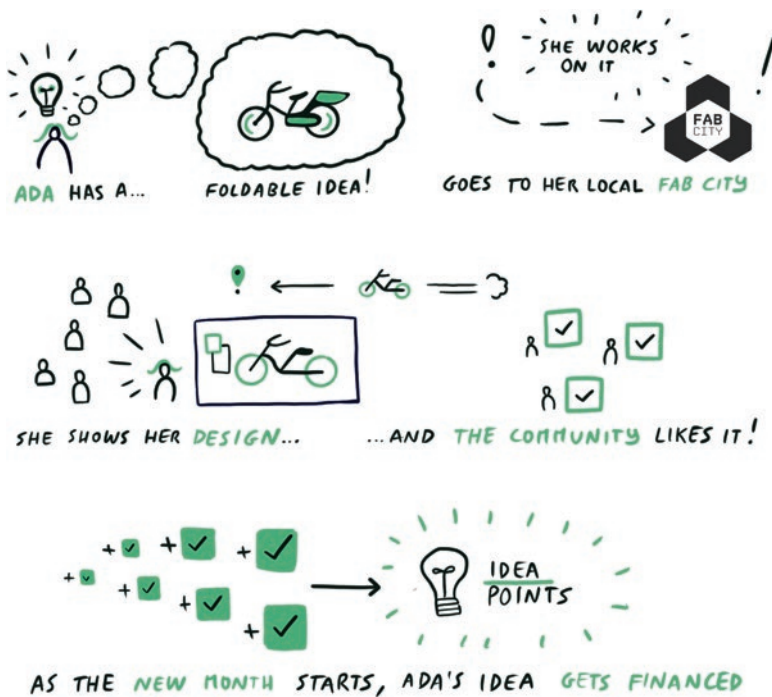 SHE WORKS
ON IT
FAB
CITY
ADA HAS A...
FOLDABLE IDEA!
GOES TO HER LOCAL FAB CITY
SHE SHOWS HER DESIGN...
...AND THE COMMUNITY LIKES IT!
IDEA
POINTS
AS THE NEW MONTH STARTS, ADA'S IDEA GETS FINANCED